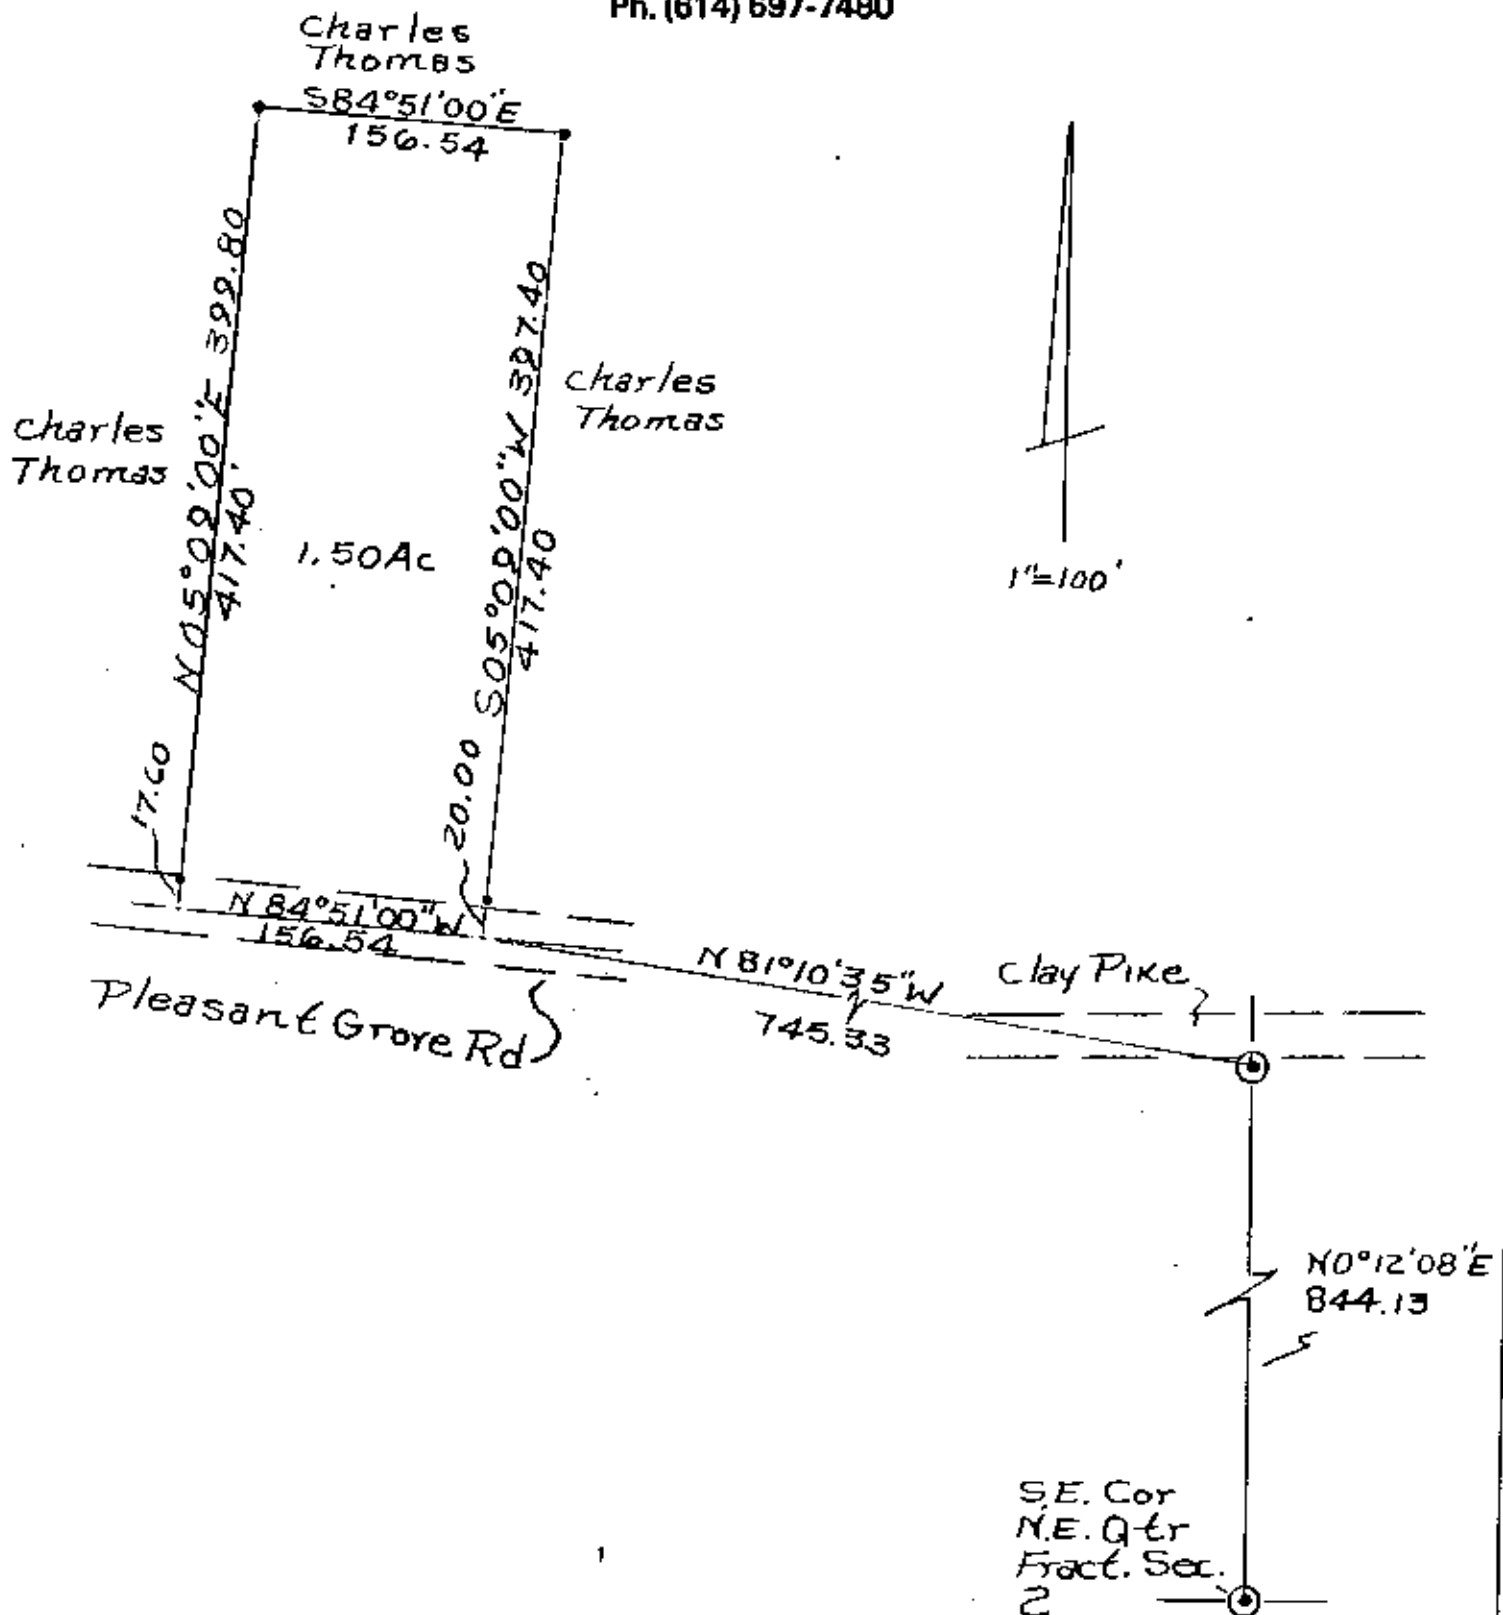 Ph. (614) 697-7480
Charles
Thomas
S84°51'00"E
156.54
N05°09'00"E 399.80
417.40'
S05°09'00"W 397.40
417.40
Charles
Thomas
Charles
Thomas
1.50Ac
1"=100'
17.60
20.00
N84°51'00"W
156.54
Pleasant Grove Rd
N81°10'35"W
745.33
Clay Pike
N0°12'08"E
844.13
S.E. Cor
N.E. Qtr
Fract. Sec.
2